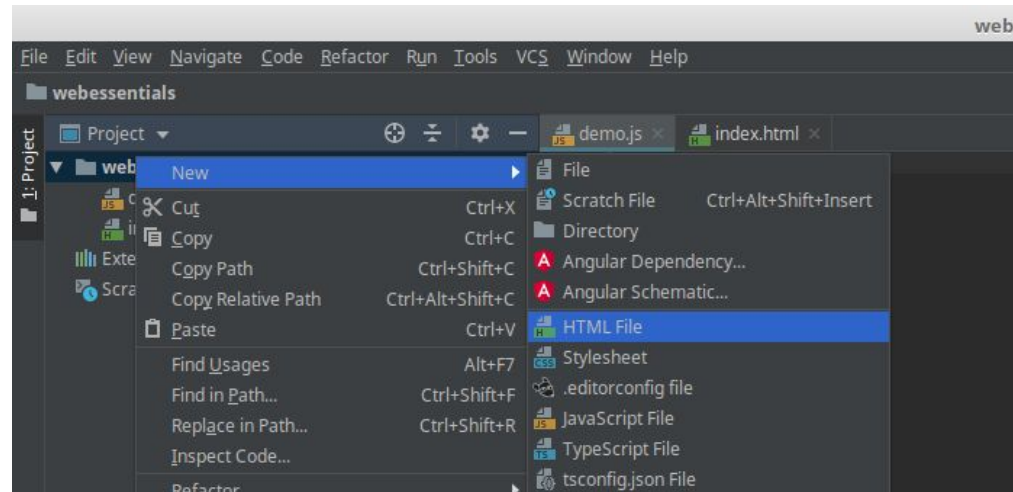 web
File Edit View Navigate Code Refactor Run Tools VCS Window Help
webessentials
1: Project
Project
demo.js
index.html
web
Exte
Scra
New
Cut Ctrl+X
Copy Ctrl+C
Copy Path Ctrl+Shift+C
Copy Relative Path Ctrl+Alt+Shift+C
Paste Ctrl+V
Find Usages Alt+F7
Find in Path... Ctrl+Shift+F
Replace in Path... Ctrl+Shift+R
Inspect Code...
Refactor
File
Scratch File Ctrl+Alt+Shift+Insert
Directory
Angular Dependency...
Angular Schematic...
HTML File
Stylesheet
.editorconfig file
JavaScript File
TypeScript File
tsconfig.json File